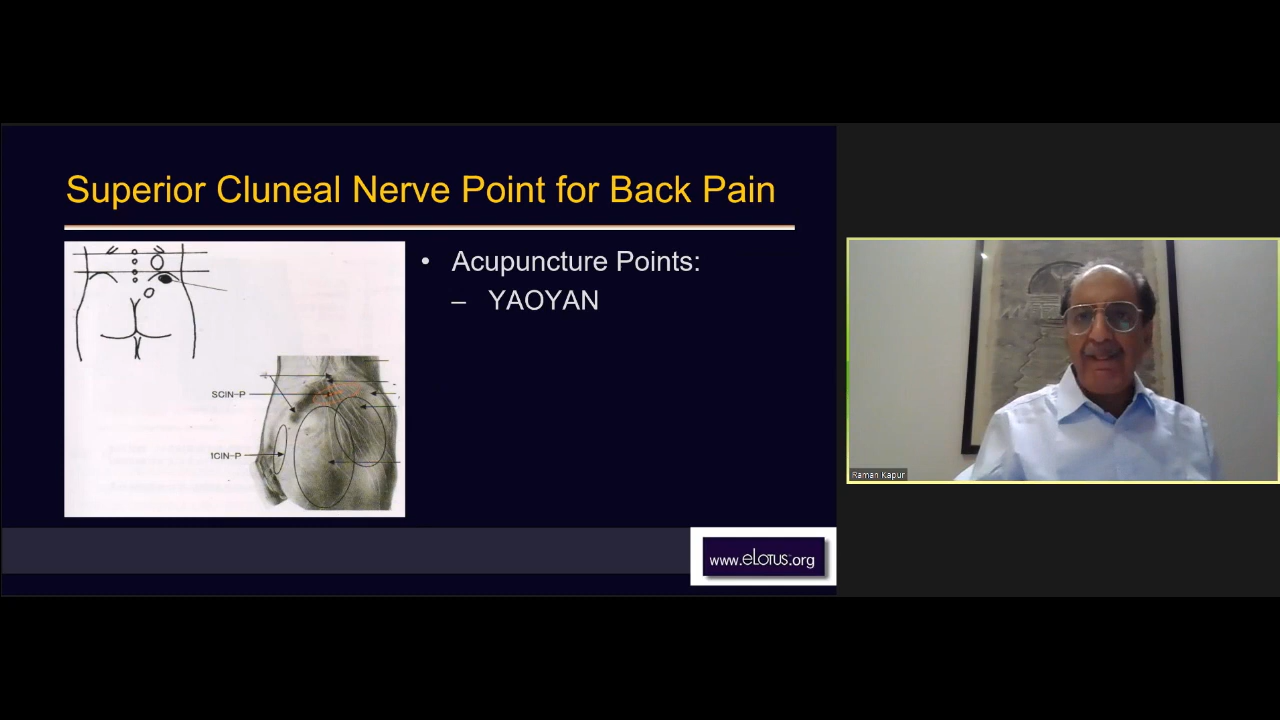 Superior Cluneal Nerve Point for Back Pain
• Acupuncture Points:
– YAOYAN
SCIN-P
ICIN-P
www.eLotus.org
Raman Kapur